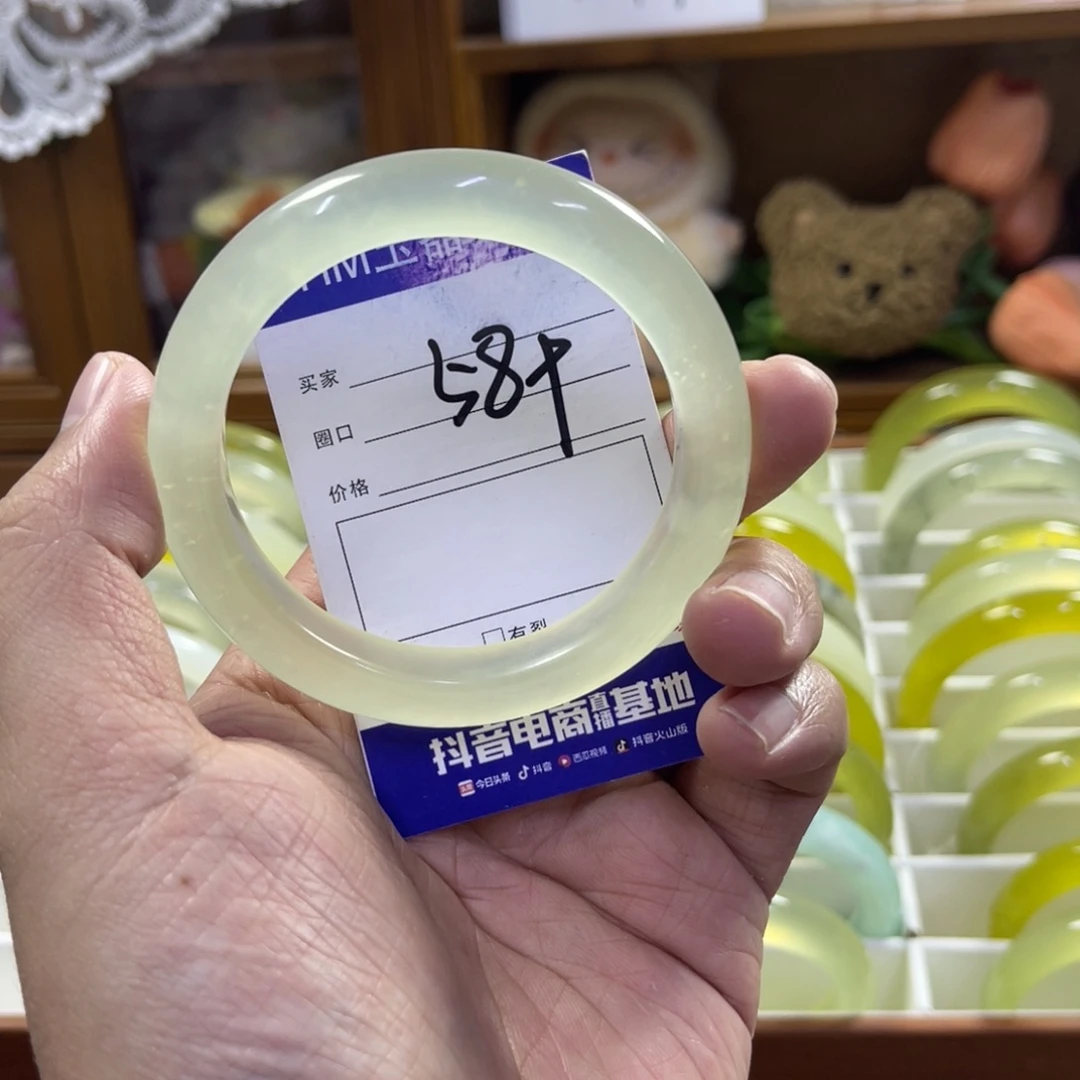 买家
58+
圈口
价格
有裂
抖音电商直播基地
今日头条 抖音 西瓜视频 抖音火山版